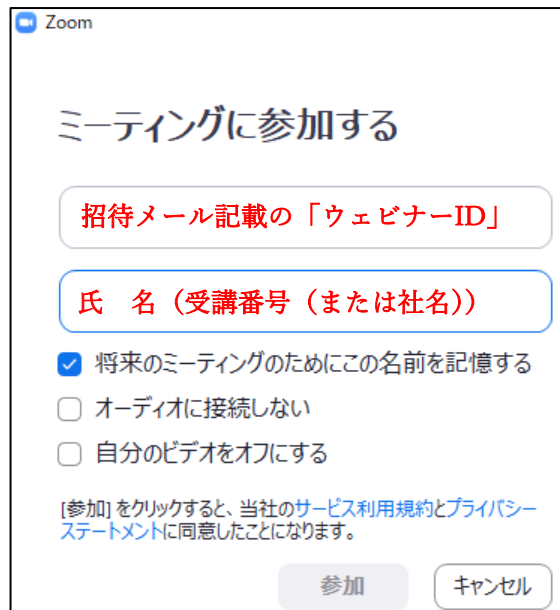 Zoom
ミーティングに参加する
招待メール記載の「ウェビナーID」
氏　名（受講番号（または社名））
将来のミーティングのためにこの名前を記憶する
オーディオに接続しない
自分のビデオをオフにする
[参加] をクリックすると、当社のサービス利用規約とプライバシー
ステートメントに同意したことになります。
参加　キャンセル